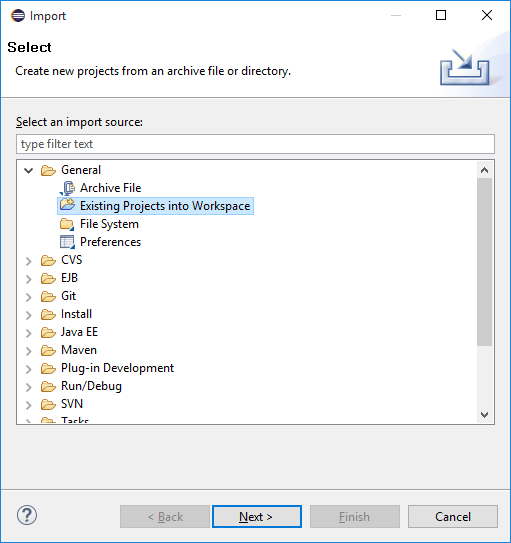 Import
Select
Create new projects from an archive file or directory.
Select an import source:
type filter text
General
Archive File
Existing Projects into Workspace
File System
Preferences
CVS
EJB
Git
Install
Java EE
Maven
Plug-in Development
Run/Debug
SVN
Tasks
?
< Back
Next >
Finish
Cancel